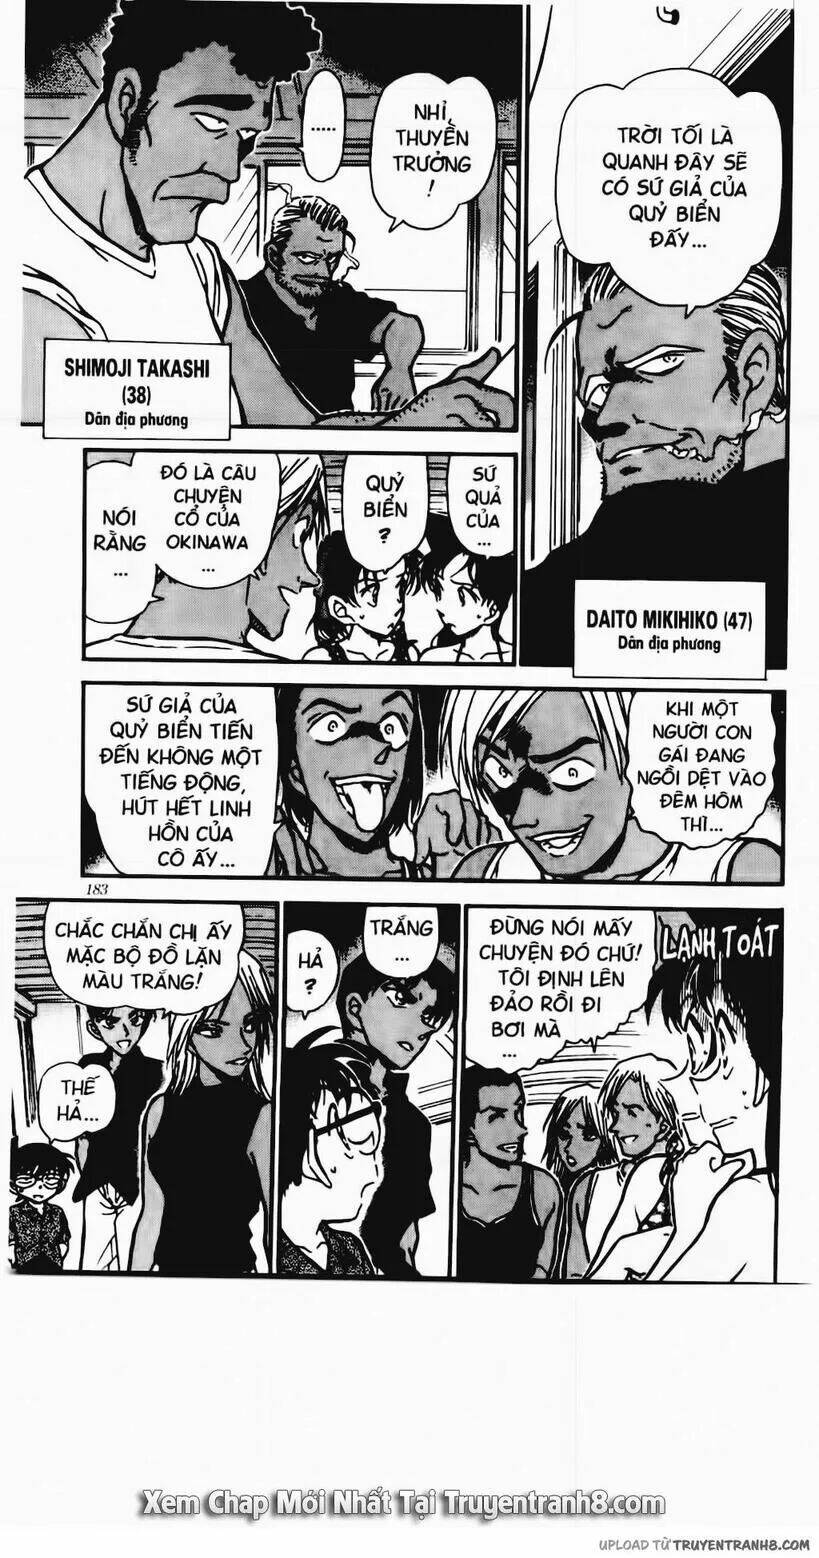 TRỜI TỐI LÀ
QUANH ĐÂY SẼ
CÓ SỨ GIẢ CỦA
QUỶ BIỂN
ĐẤY...
DAITO MIKIHIKO (47)
Dân địa phương
NHỈ,
THUYỀN
TRƯỞNG
!
......
SHIMOJI TAKASHI
(38)
Dân địa phương
SỨ
QUẢ
CỦA
...
QUỶ
BIỂN
?
ĐÓ LÀ CÂU
CHUYỆN
CỔ CỦA
OKINAWA
...
NÓI
RẰNG
...
KHI MỘT
NGƯỜI CON
GÁI ĐANG
NGỒI DỆT VÀO
ĐÊM HÔM
THÌ...
SỨ GIẢ CỦA
QUỶ BIỂN TIẾN
ĐẾN KHÔNG MỘT
TIẾNG ĐỘNG,
HÚT HẾT LINH
HỒN CỦA
CÔ ẤY...
183
LẠNH TOÁT
ĐỪNG NÓI MẤY
CHUYỆN ĐÓ CHỨ!
TÔI ĐỊNH LÊN
ĐẢO RỒI ĐI
BƠI MÀ
...
TRẮNG
...
HẢ
?
CHẮC CHẮN CHỊ ẤY
MẶC BỘ ĐỒ LẶN
MÀU TRẮNG!
THẾ
HẢ...
Xem Chap Mới Nhất Tại Truyentranh8.com
UPLOAD TỪ TRUYENTRANH8.COM